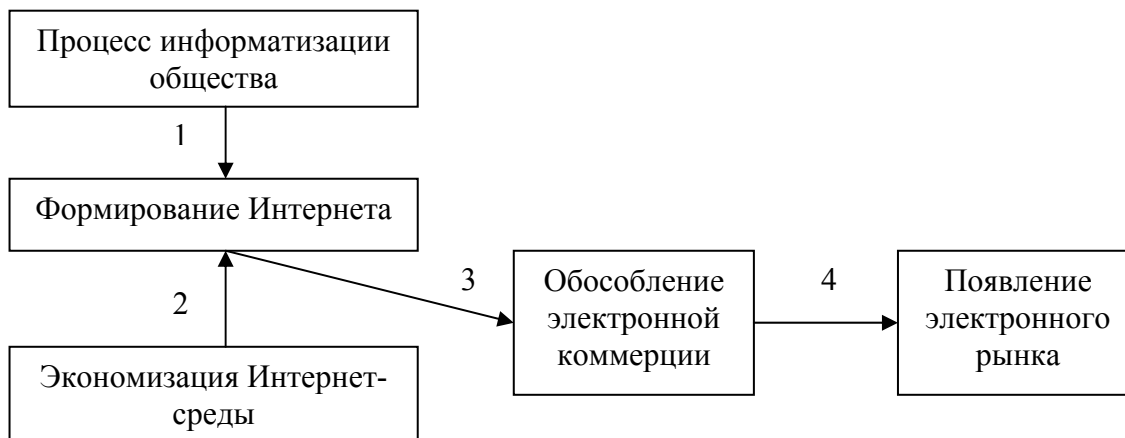 Процесс информатизации
общества
1
Формирование Интернета
2
3
Обособление
электронной
коммерции
4
Появление
электронного
рынка
Экономизация Интернет-
среды